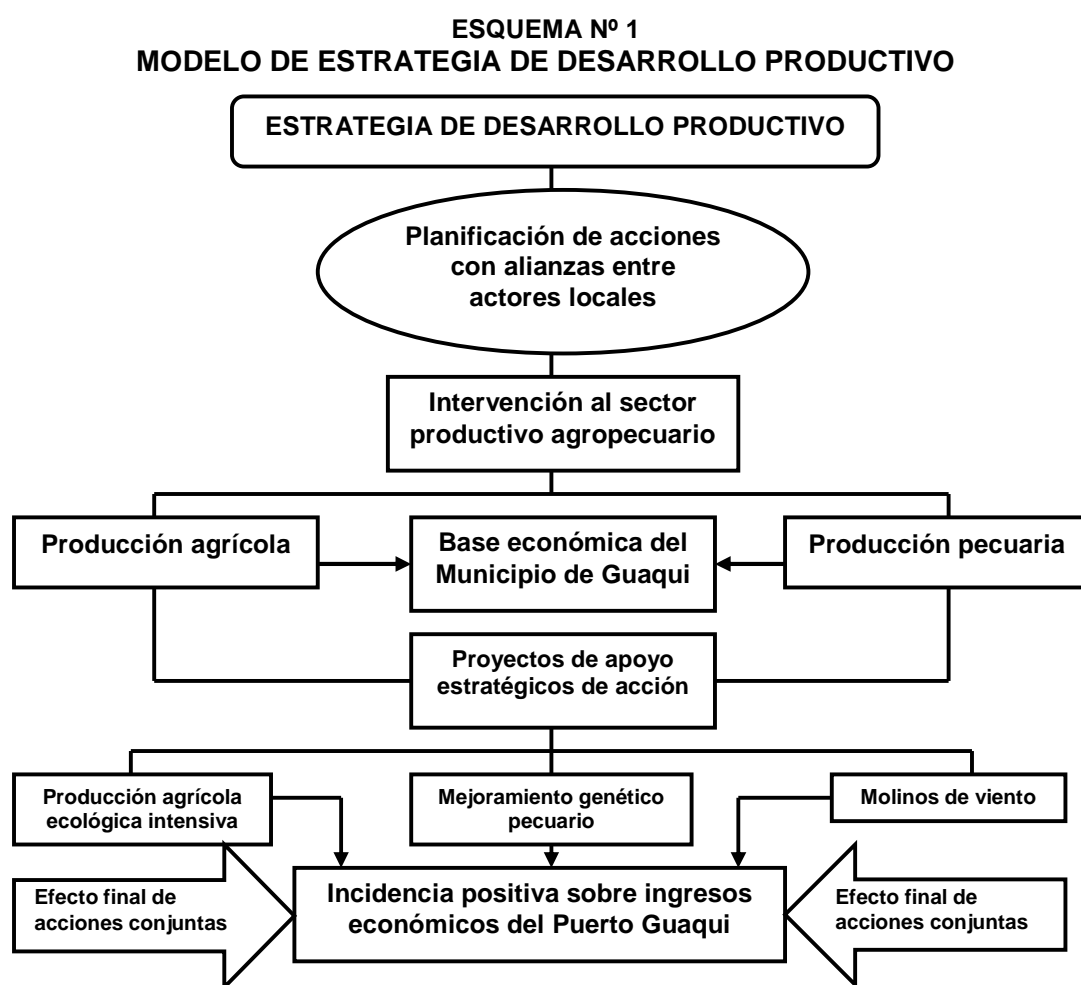 ESQUEMA Nº 1
MODELO DE ESTRATEGIA DE DESARROLLO PRODUCTIVO
ESTRATEGIA DE DESARROLLO PRODUCTIVO
Planificación de acciones
con alianzas entre
actores locales
Intervención al sector
productivo agropecuario
Producción agrícola
Base económica del
Municipio de Guaqui
Producción pecuaria
Proyectos de apoyo
estratégicos de acción
Producción agrícola
ecológica intensiva
Mejoramiento genético
pecuario
Molinos de viento
Efecto final de
acciones conjuntas
Incidencia positiva sobre ingresos
económicos del Puerto Guaqui
Efecto final de
acciones conjuntas